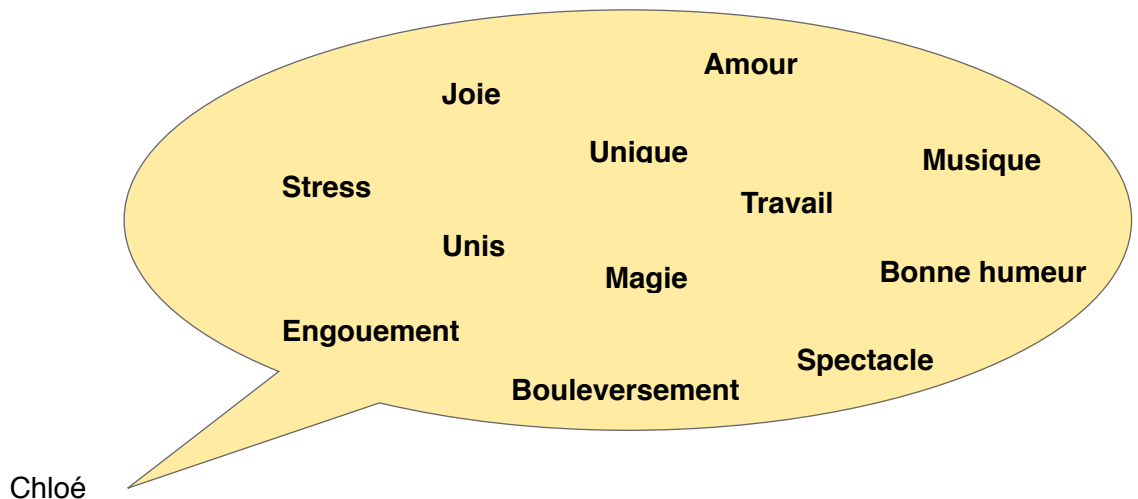 Amour
Joie
Unique
Musique
Stress
Travail
Unis
Bonne humeur
Magie
Engouement
Spectacle
Bouleversement
Chloé